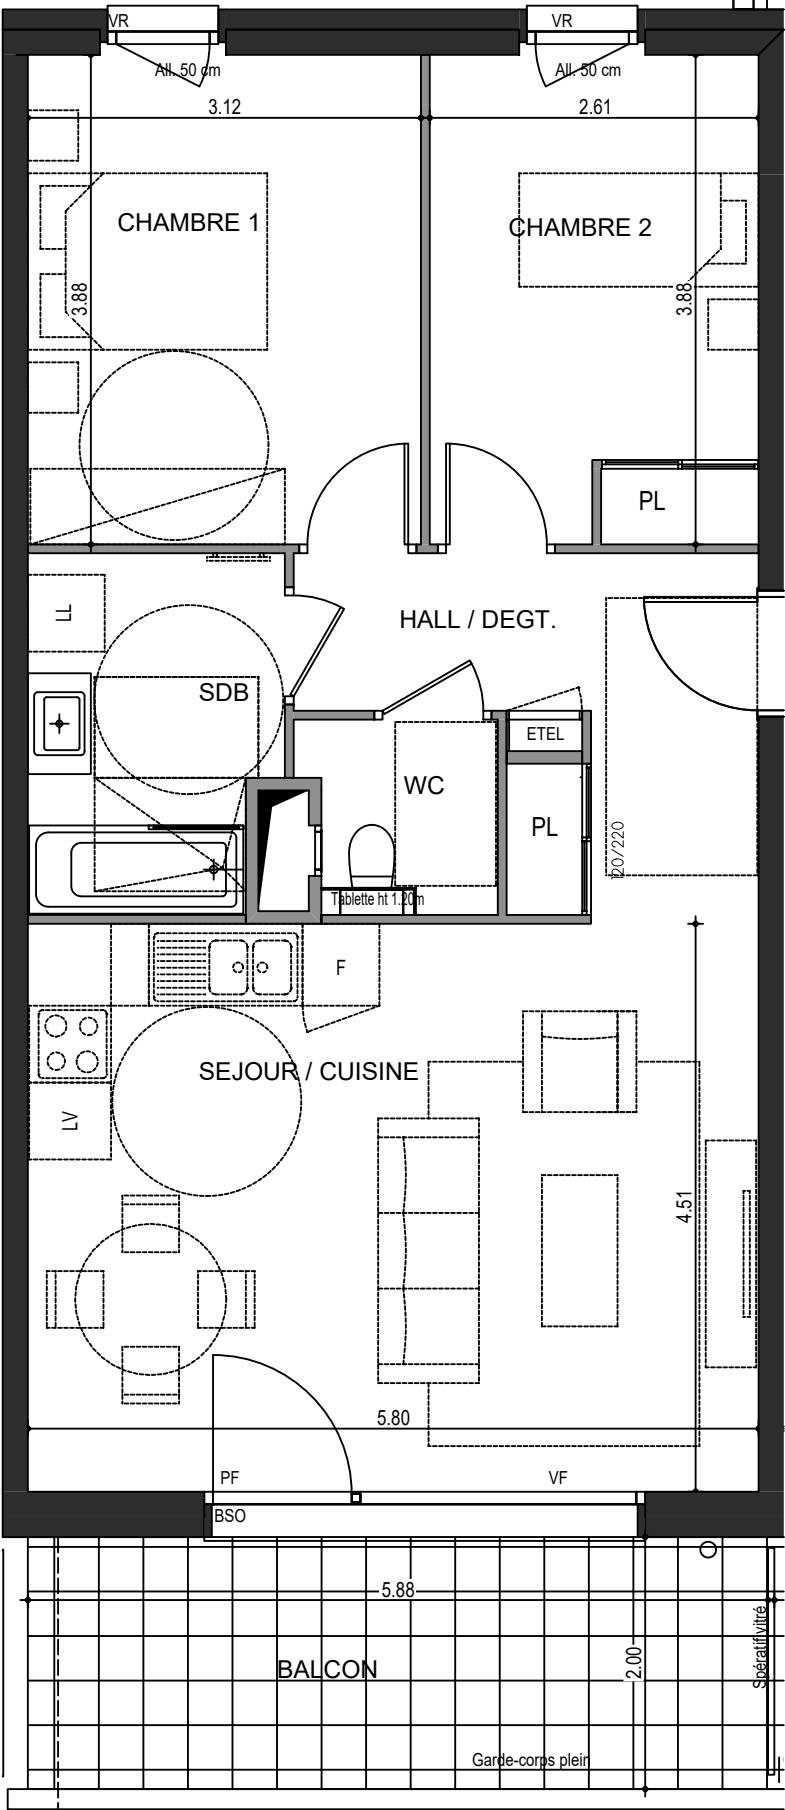 VR
VR
All. 50 cm
All. 50 cm
3.12
2.61
CHAMBRE 1
CHAMBRE 2
3.88
3.88
PL
LL
HALL / DEGT.
SDB
ETEL
WC
PL
120/220
Tablette ht 1.20m
F
SEJOUR / CUISINE
LV
4.51
5.80
PF
VF
BSO
5.88
Spératif vitré
2.00
BALCON
Garde-corps plein